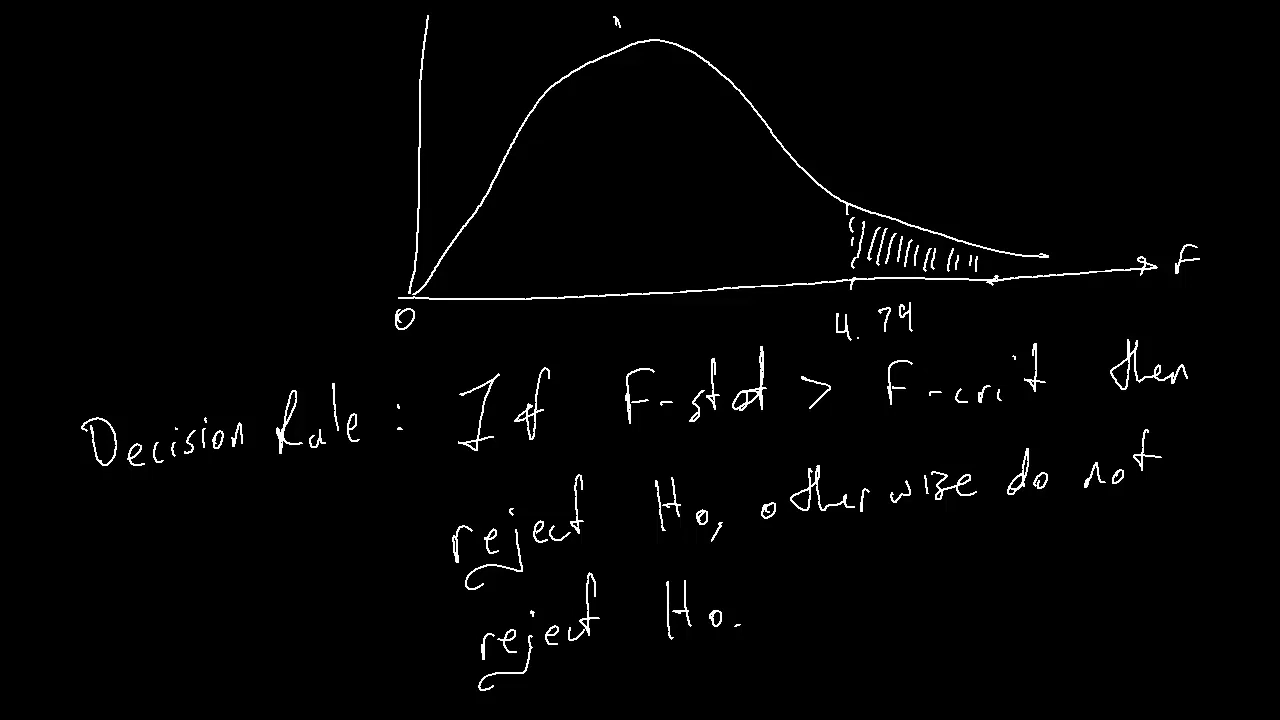 F
0
4.79
Decision Rule: If F-stat > F-crit then
reject Ho, otherwise do not
reject Ho.